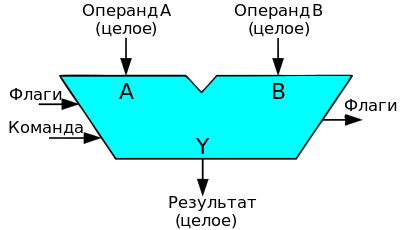 Операнд A
(целое)
Операнд B
(целое)
A
B
Флаги
Флаги
Команда
Y
Результат
(целое)